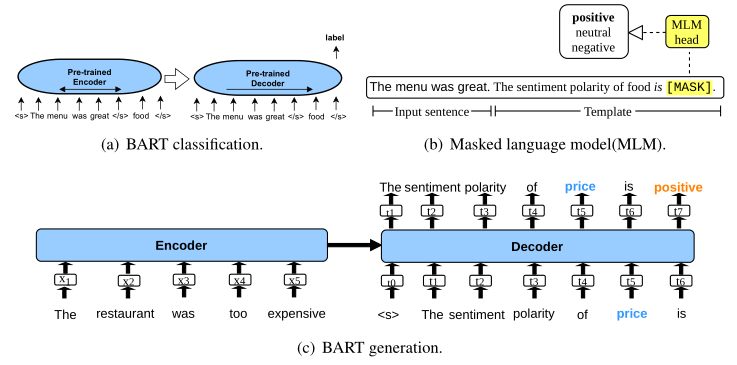 label
Pre-trained
Encoder
Pre-trained
Decoder
<s> The menu was great </s> food </s>
<s> The menu was great </s> food </s>
(a) BART classification.
positive
neutral
negative
MLM
head
The menu was great. The sentiment polarity of food is [MASK].
Input sentence
Template
(b) Masked language model(MLM).
The sentiment polarity of price is positive
t1 t2 t3 t4 t5 t6 t7
Encoder
Decoder
x1 x2 x3 x4 x5
t0 t1 t2 t3 t4 t5 t6
The restaurant was too expensive
<s> The sentiment polarity of price is
(c) BART generation.